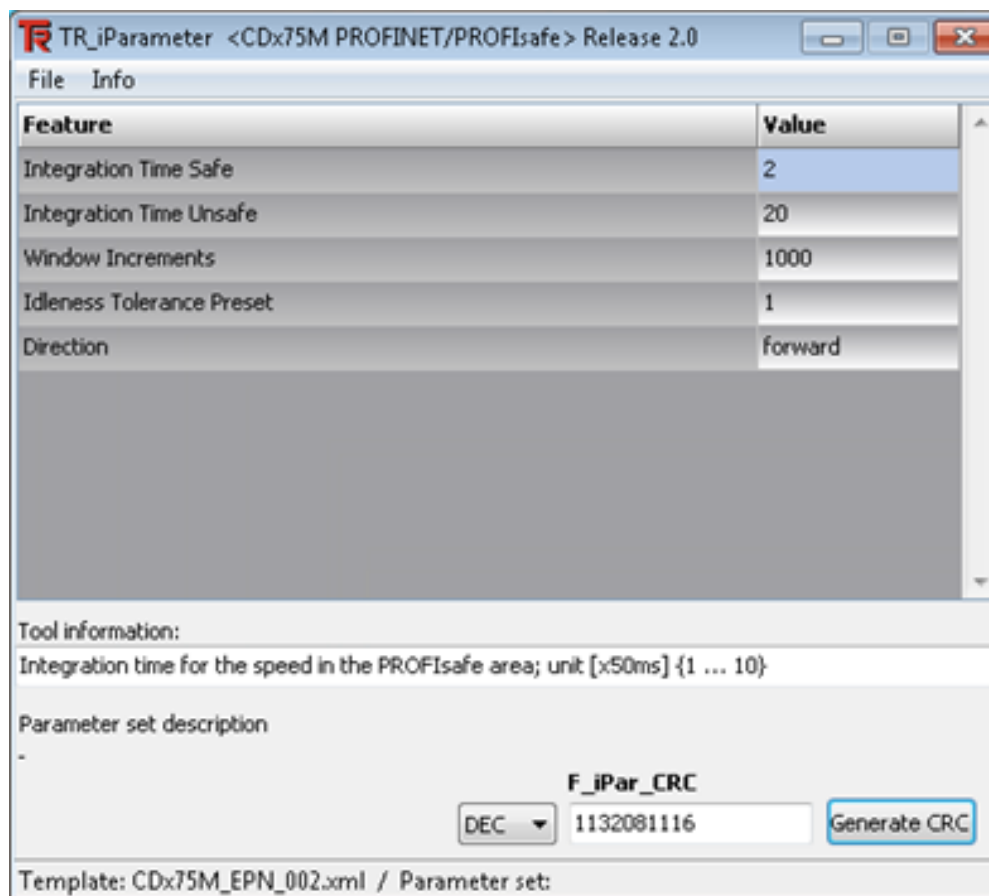 TR TR_iParameter <CDx75M PROFINET/PROFIsafe> Release 2.0
File Info
Feature Value
Integration Time Safe 2
Integration Time Unsafe 20
Window Increments 1000
Idleness Tolerance Preset 1
Direction forward
Tool information:
Integration time for the speed in the PROFIsafe area; unit [x50ms] {1 ... 10}
Parameter set description
-
F_iPar_CRC
DEC 1132081116 Generate CRC
Template: CDx75M_EPN_002.xml / Parameter set: